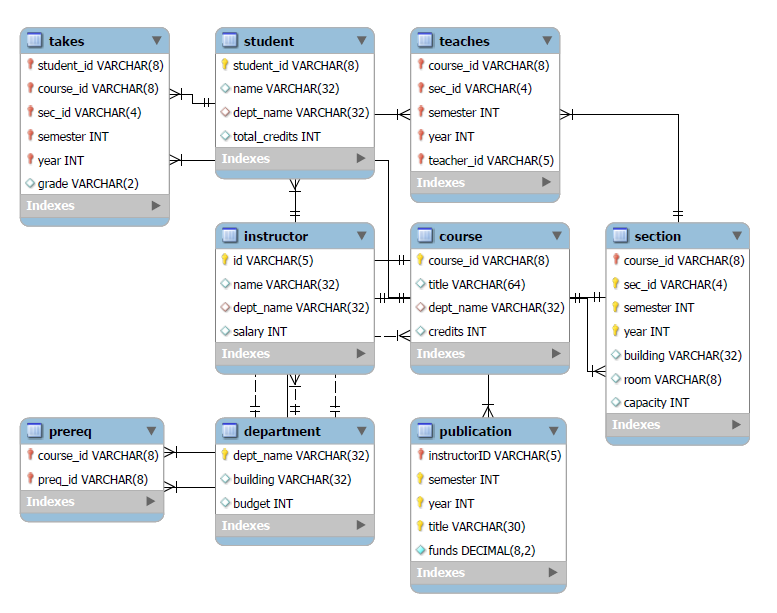 takes
student_id VARCHAR(8)
course_id VARCHAR(8)
sec_id VARCHAR(4)
semester INT
year INT
grade VARCHAR(2)
Indexes
student
student_id VARCHAR(8)
name VARCHAR(32)
dept_name VARCHAR(32)
total_credits INT
Indexes
teaches
course_id VARCHAR(8)
sec_id VARCHAR(4)
semester INT
year INT
teacher_id VARCHAR(5)
Indexes
instructor
id VARCHAR(5)
name VARCHAR(32)
dept_name VARCHAR(32)
salary INT
Indexes
course
course_id VARCHAR(8)
title VARCHAR(64)
dept_name VARCHAR(32)
credits INT
Indexes
section
course_id VARCHAR(8)
sec_id VARCHAR(4)
semester INT
year INT
building VARCHAR(32)
room VARCHAR(8)
capacity INT
Indexes
prereq
course_id VARCHAR(8)
preq_id VARCHAR(8)
Indexes
department
dept_name VARCHAR(32)
building VARCHAR(32)
budget INT
Indexes
publication
instructorID VARCHAR(5)
semester INT
year INT
title VARCHAR(30)
funds DECIMAL(8,2)
Indexes